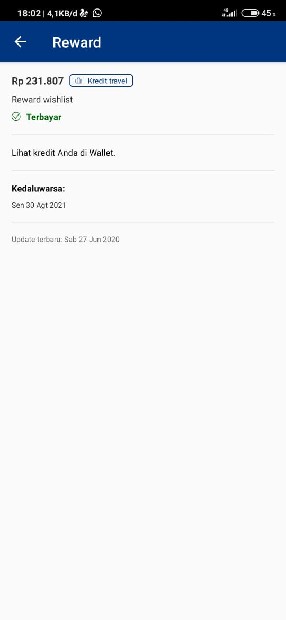 18:02 | 4,1KB/d
45
Reward
Rp 231.807 Kredit travel
Reward wishlist
Terbayar
Lihat kredit Anda di Wallet.
Kedaluwarsa:
Sen 30 Agt 2021
Update terbaru: Sab 27 Jun 2020